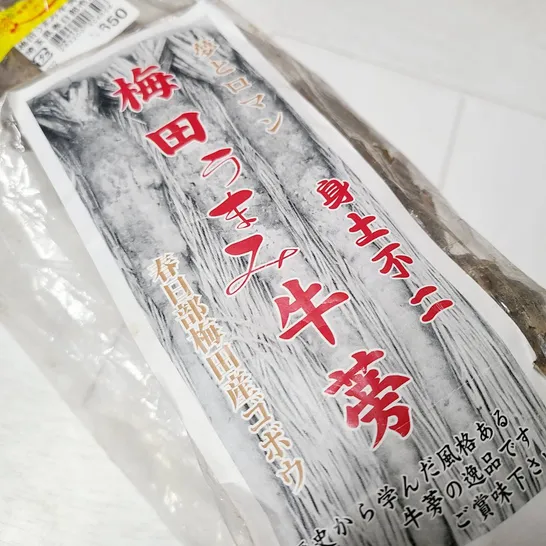 夢とロマン
梅田うまみ牛蒡
身土不二
春日部梅田産ゴボウ
史から学んだ風格ある
牛蒡の逸品です
ご賞味下さい
350